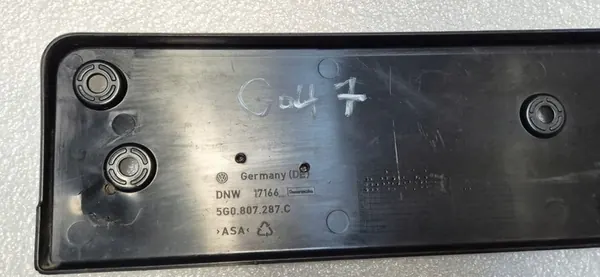 Golf 7
Germany (DE)
DNW 17166
5G0.807.287.C
>ASA<